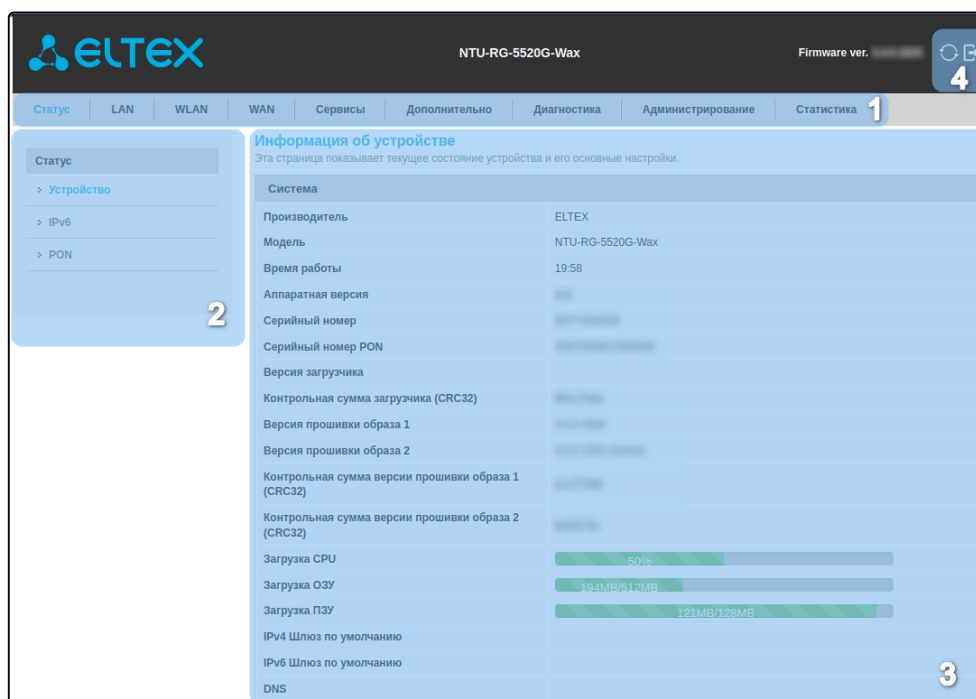 ELTEX
NTU-RG-5520G-Wax
Firmware ver.
4
Статус LAN WLAN WAN Сервисы Дополнительно Диагностика Администрирование Статистика 1
Статус
> Устройство
> IPv6
> PON
2
Информация об устройстве
Эта страница показывает текущее состояние устройства и его основные настройки.
Система
Производитель ELTEX
Модель NTU-RG-5520G-Wax
Время работы 19:58
Аппаратная версия
Серийный номер
Серийный номер PON
Версия загрузчика
Контрольная сумма загрузчика (CRC32)
Версия прошивки образа 1
Версия прошивки образа 2
Контрольная сумма версии прошивки образа 1
(CRC32)
Контрольная сумма версии прошивки образа 2
(CRC32)
Загрузка CPU 50%
Загрузка ОЗУ 194MB/512MB
Загрузка ПЗУ 121MB/128MB
IPv4 Шлюз по умолчанию
IPv6 Шлюз по умолчанию
DNS
3